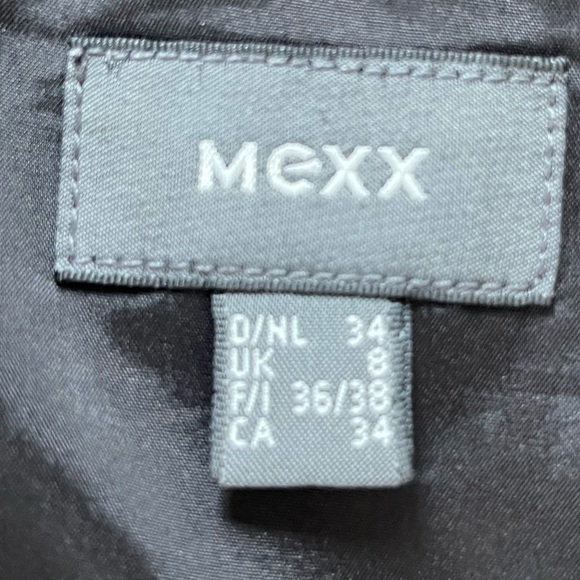 Mexx
D/NL 34
UK 8
F/I 36/38
CA 34